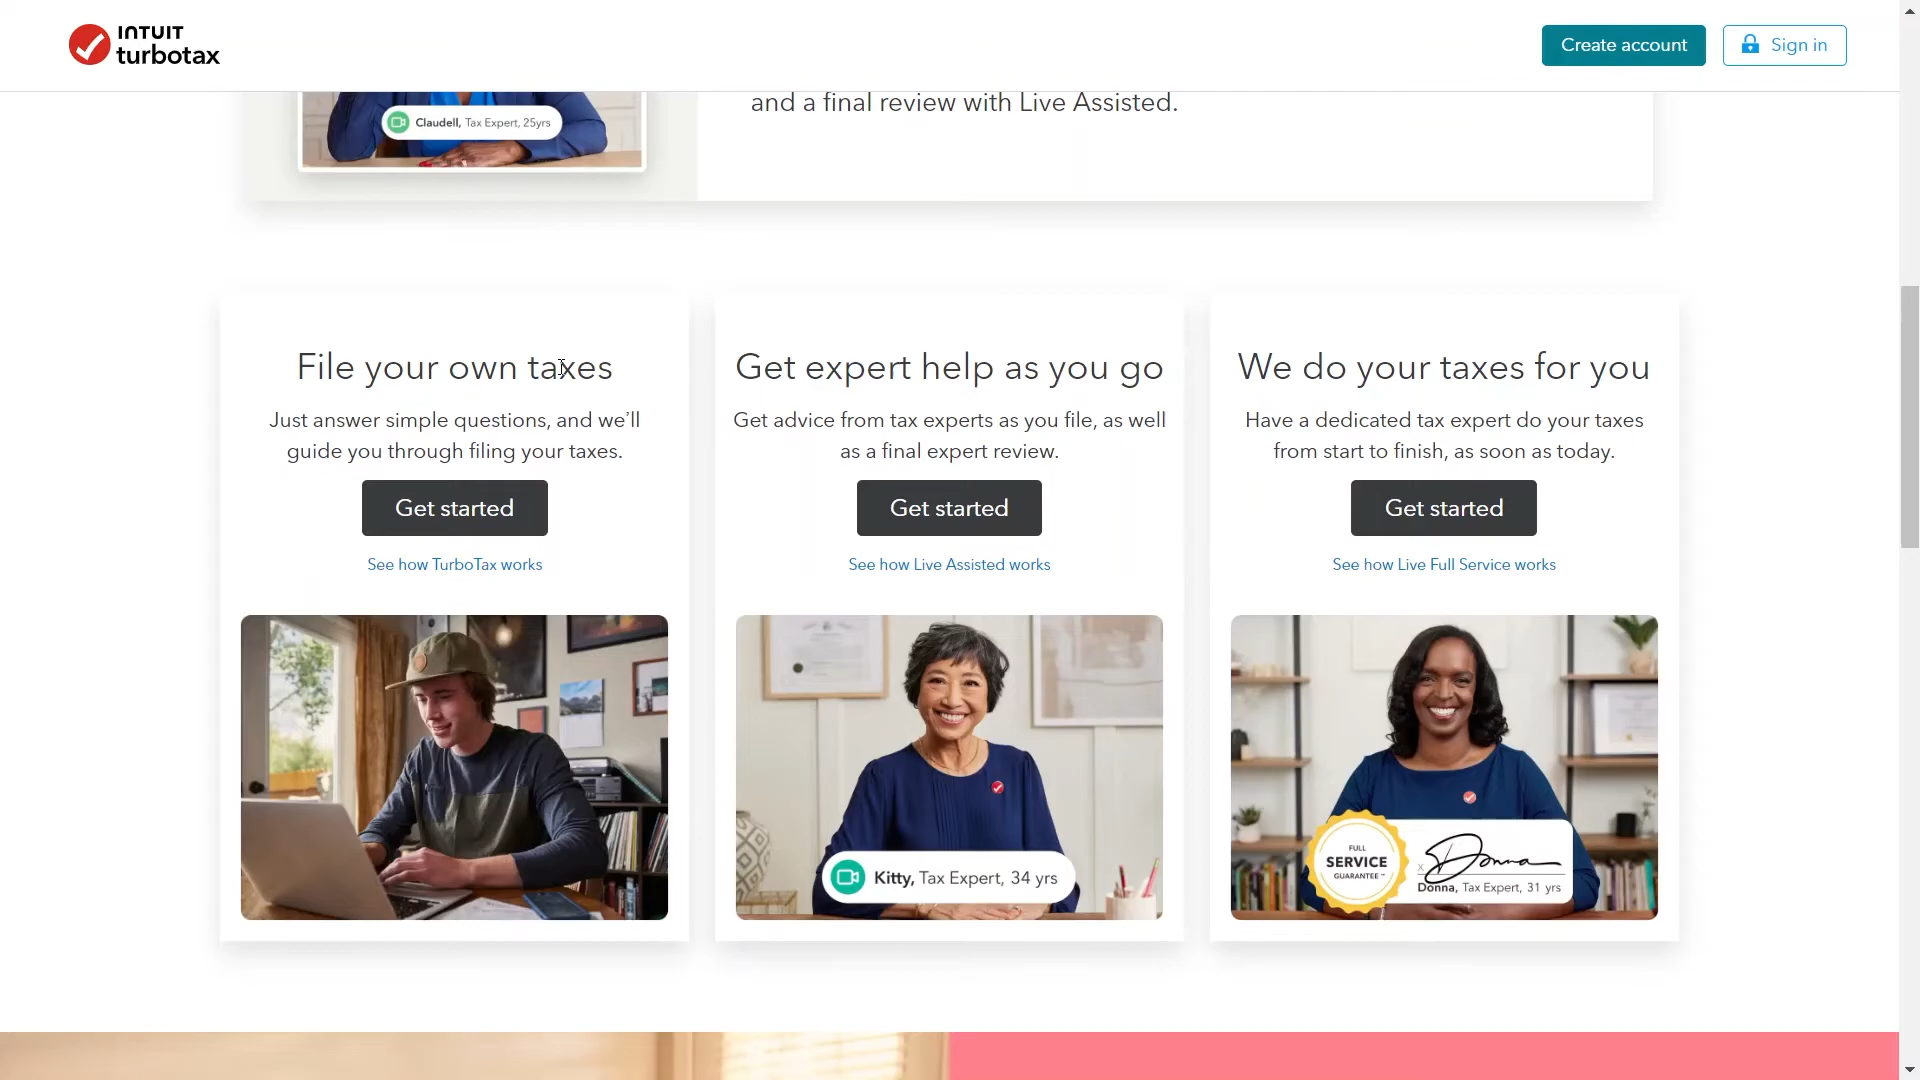 INTUIT
turbotax
Create account
Sign in
and a final review with Live Assisted.
Claudell, Tax Expert, 25yrs
File your own taxes
Just answer simple questions, and we'll
guide you through filing your taxes.
Get started
See how TurboTax works
Get expert help as you go
Get advice from tax experts as you file, as well
as a final expert review.
Get started
See how Live Assisted works
Kitty, Tax Expert, 34 yrs
We do your taxes for you
Have a dedicated tax expert do your taxes
from start to finish, as soon as today.
Get started
See how Live Full Service works
FULL
SERVICE
GUARANTEE™
x Donna
Donna, Tax Expert, 31 yrs